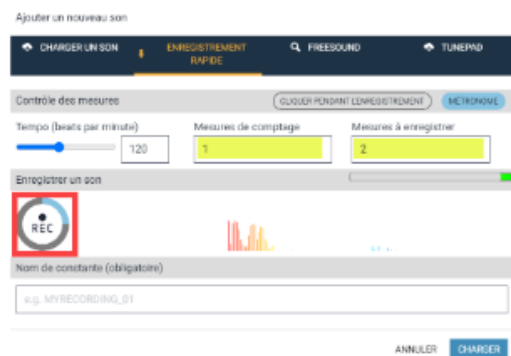 Ajouter un nouveau son
CHARGER UN SON
ENREGISTREMENT
RAPIDE
FREESOUND
TUNEPAD
Contrôle des mesures
CLIQUER PENDANT L'ENREGISTREMENT
MÉTRONOME
Tempo (beats par minute)
Mesures de comptage
Mesures à enregistrer
120
1
2
Enregistrer un son
REC
Nom de constante (obligatoire)
e.g. MYRECORDING_01
ANNULER
CHARGER